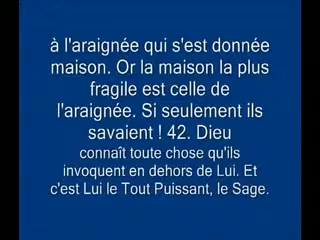 à l'araignée qui s'est donnée
maison. Or la maison la plus
fragile est celle de
l'araignée. Si seulement ils
savaient ! 42. Dieu
connaît toute chose qu'ils
invoquent en dehors de Lui. Et
c'est Lui le Tout Puissant, le Sage.